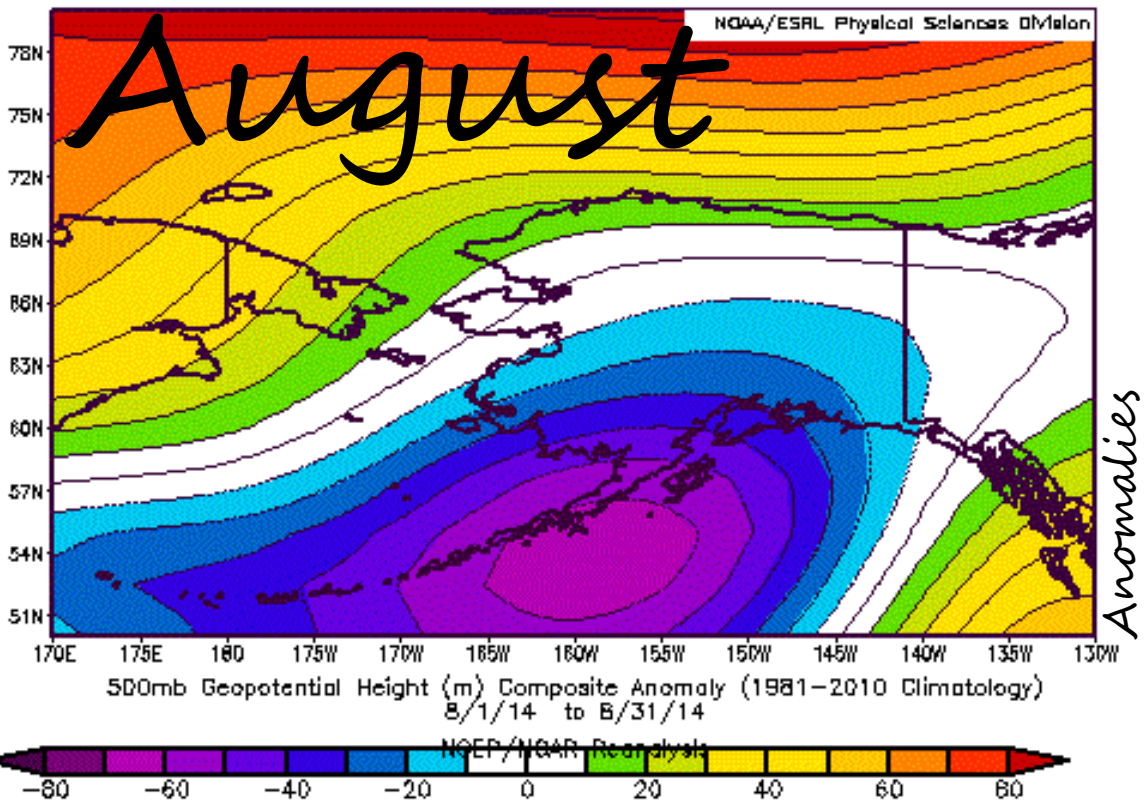 August
NOAA/ESRL Physical Sciences Division
78N
75N
72N
69N
66N
63N
60N
57N
54N
51N
170E 175E 180 175W 170W 165W 160W 155W 150W 145W 140W 135W 130W
Anomalies
500mb Geopotential Height (m) Composite Anomaly (1981-2010 Climatology)
8/1/14 to 8/31/14
NCEP/NCAR Reanalysis
-80 -60 -40 -20 0 20 40 60 80